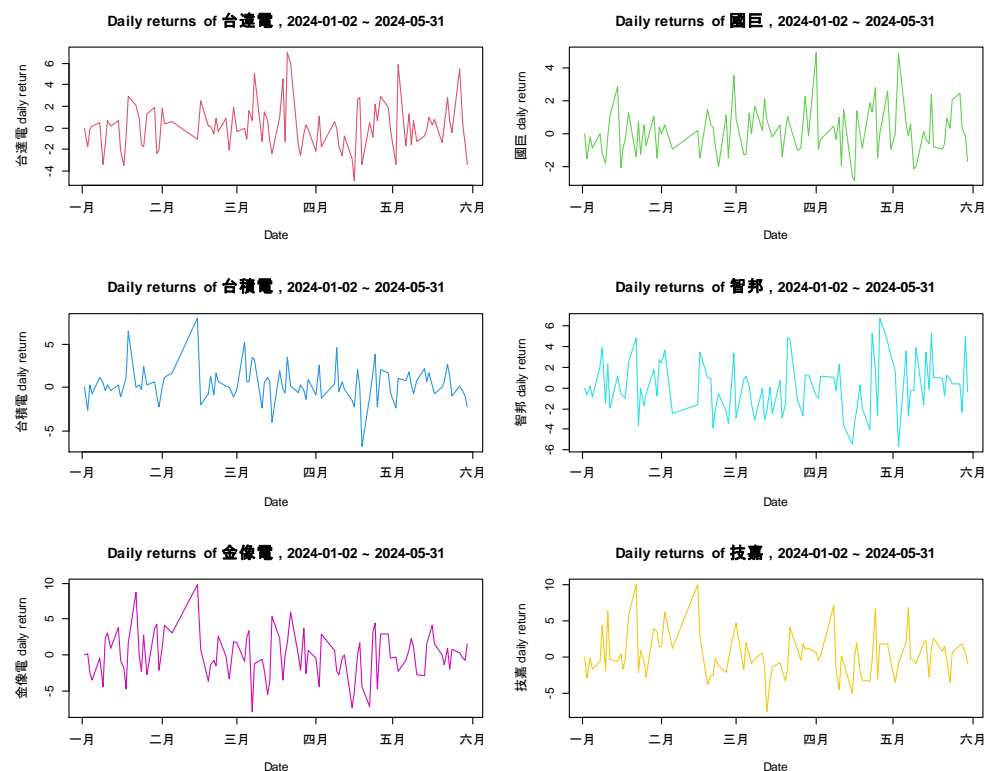 Daily returns of 台達電 , 2024-01-02 ~ 2024-05-31
台達電 daily return
6
4
2
0
-2
-4
一月 二月 三月 四月 五月 六月
Date
Daily returns of 國巨 , 2024-01-02 ~ 2024-05-31
國巨 daily return
4
2
0
-2
一月 二月 三月 四月 五月 六月
Date
Daily returns of 台積電 , 2024-01-02 ~ 2024-05-31
台積電 daily return
5
0
-5
一月 二月 三月 四月 五月 六月
Date
Daily returns of 智邦 , 2024-01-02 ~ 2024-05-31
智邦 daily return
6
4
2
0
-2
-4
-6
一月 二月 三月 四月 五月 六月
Date
Daily returns of 金像電 , 2024-01-02 ~ 2024-05-31
金像電 daily return
10
5
0
-5
一月 二月 三月 四月 五月 六月
Date
Daily returns of 技嘉 , 2024-01-02 ~ 2024-05-31
技嘉 daily return
10
5
0
-5
一月 二月 三月 四月 五月 六月
Date